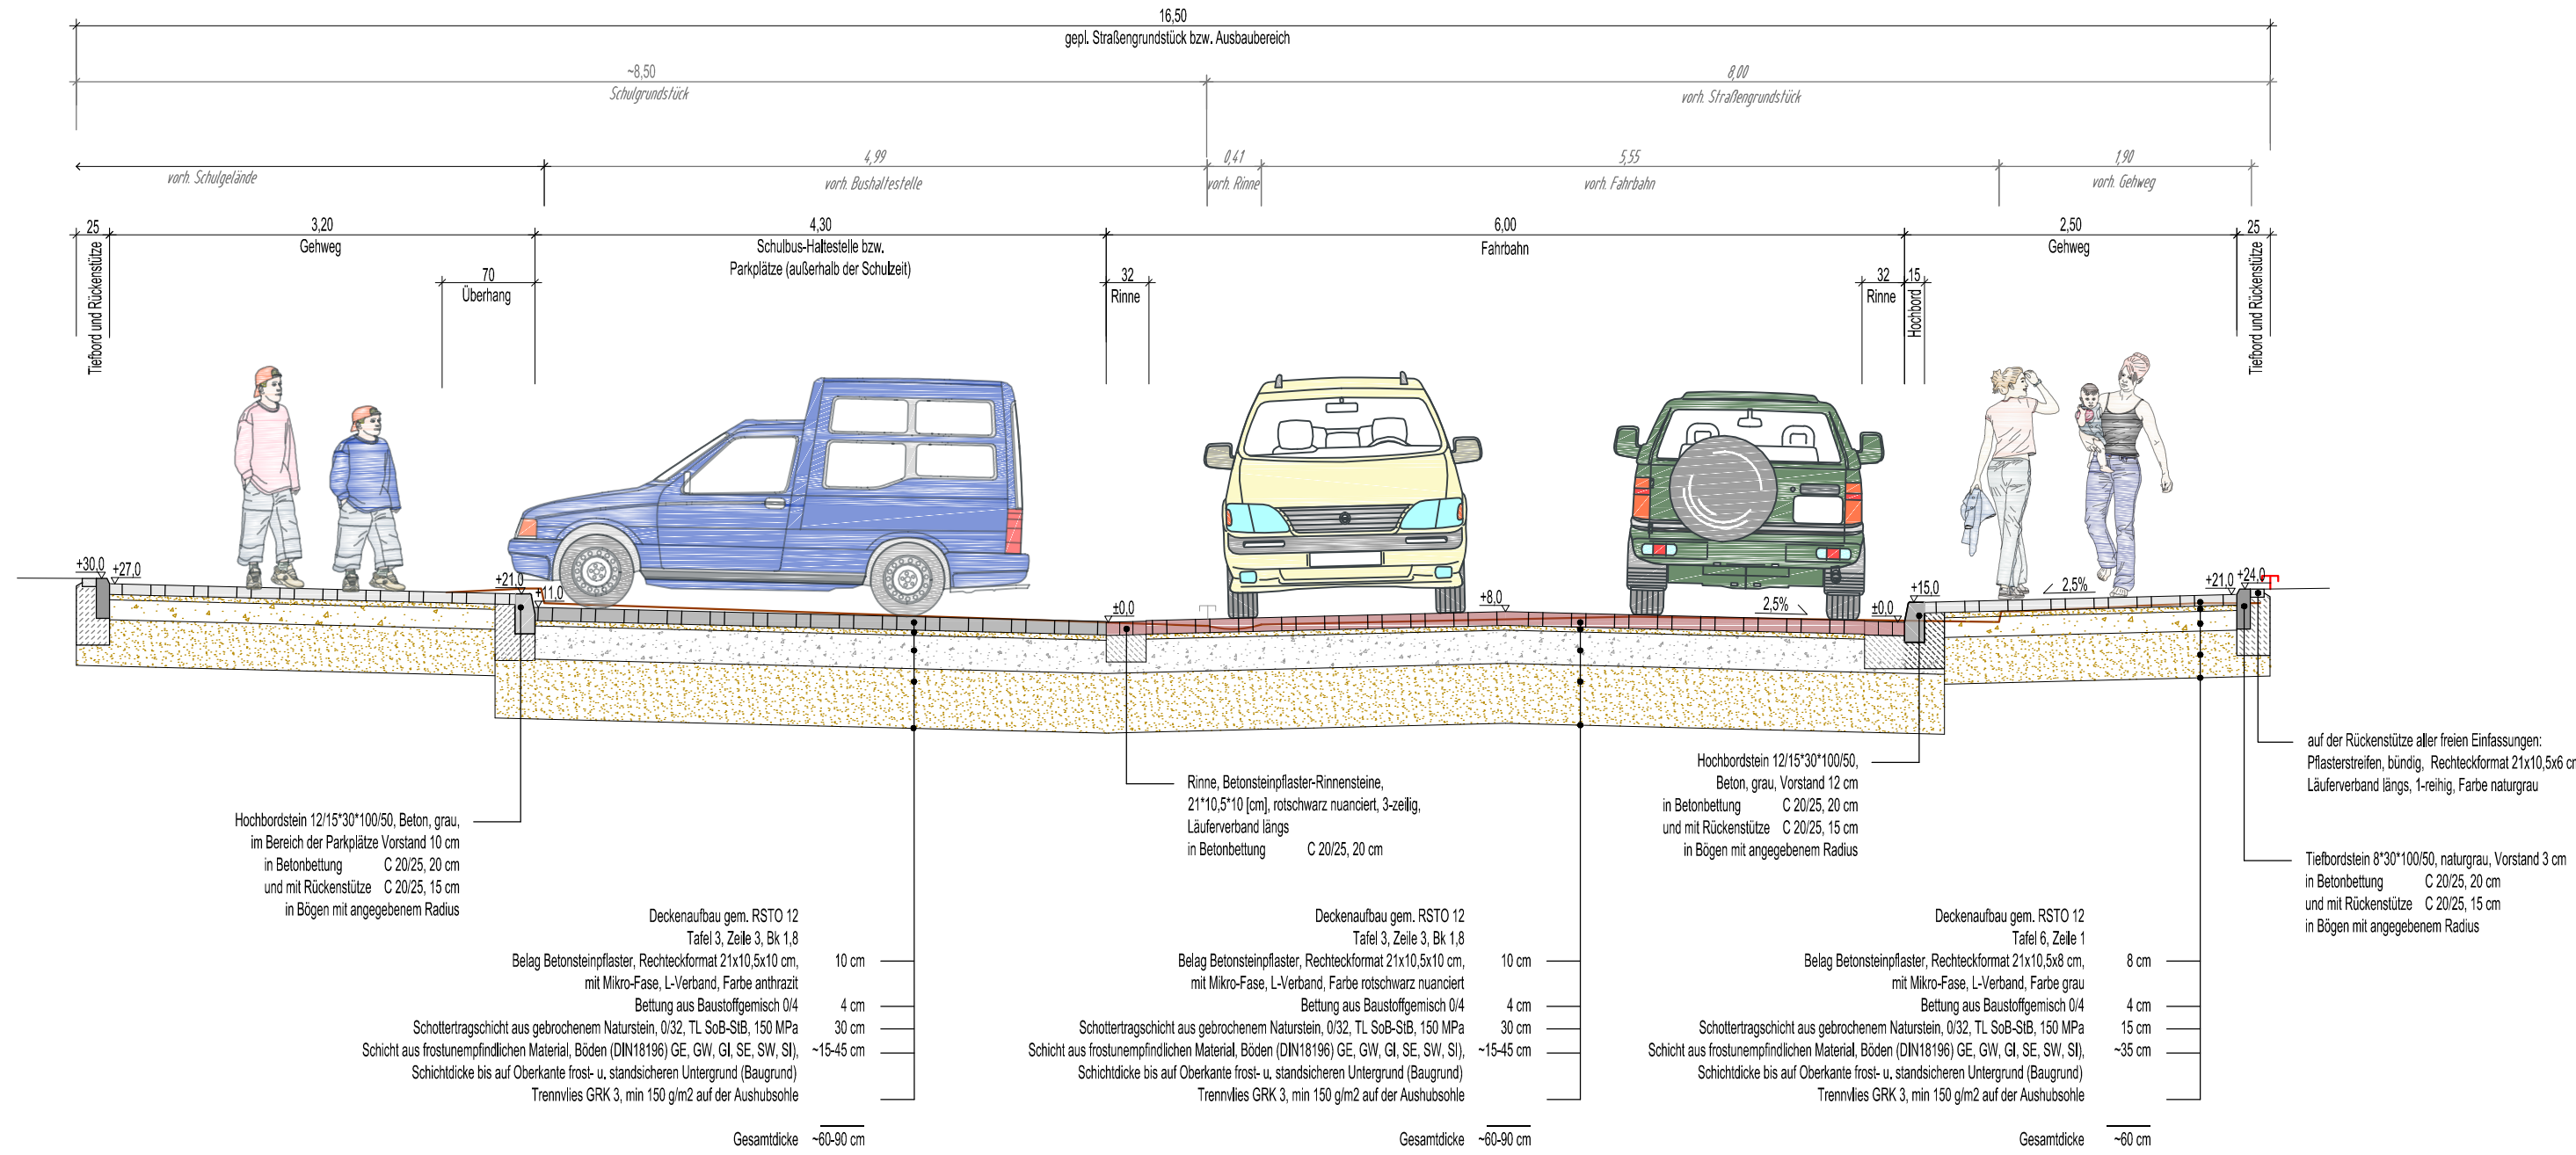 16,50
gepl. Straßengrundstück bzw. Ausbaubereich
~8,50
Schulgrundstück
8,00
vorh. Straßengrundstück
vorh. Schulgelände
4,99
vorh. Bushaltestelle
0,41
vorh. Rinne
5,55
vorh. Fahrbahn
1,90
vorh. Gehweg
25
Tiefbord und Rückenstütze
3,20
Gehweg
70
Überhang
4,30
Schulbus-Haltestelle bzw.
Parkplätze (außerhalb der Schulzeit)
32
Rinne
6,00
Fahrbahn
32
Rinne
15
Hochbord
2,50
Gehweg
25
Tiefbord und Rückenstütze
+30,0
+27,0
+21,0
+11,0
±0,0
+8,0
2,5%
±0,0
+15,0
2,5%
+21,0
+24,0
Hochbordstein 12/15*30*100/50, Beton, grau,
im Bereich der Parkplätze Vorstand 10 cm
in Betonbettung C 20/25, 20 cm
und mit Rückenstütze C 20/25, 15 cm
in Bögen mit angegebenem Radius
Rinne, Betonsteinpflaster-Rinnensteine,
21*10,5*10 [cm], rotschwarz nuanciert, 3-zeilig,
Läuferverband längs
in Betonbettung C 20/25, 20 cm
Hochbordstein 12/15*30*100/50,
Beton, grau, Vorstand 12 cm
in Betonbettung C 20/25, 20 cm
und mit Rückenstütze C 20/25, 15 cm
in Bögen mit angegebenem Radius
auf der Rückenstütze aller freien Einfassungen:
Pflasterstreifen, bündig, Rechteckformat 21x10,5x6 cm
Läuferverband längs, 1-reihig, Farbe naturgrau
Tiefbordstein 8*30*100/50, naturgrau, Vorstand 3 cm
in Betonbettung C 20/25, 20 cm
und mit Rückenstütze C 20/25, 15 cm
in Bögen mit angegebenem Radius
Deckenaufbau gem. RSTO 12
Tafel 3, Zeile 3, Bk 1,8
Belag Betonsteinpflaster, Rechteckformat 21x10,5x10 cm, 10 cm
mit Mikro-Fase, L-Verband, Farbe anthrazit
Bettung aus Baustoffgemisch 0/4 4 cm
Schottertragschicht aus gebrochenem Naturstein, 0/32, TL SoB-StB, 150 MPa 30 cm
Schicht aus frostunempfindlichen Material, Böden (DIN18196) GE, GW, GI, SE, SW, SI), ~15-45 cm
Schichtdicke bis auf Oberkante frost- u. standsicheren Untergrund (Baugrund)
Trennvlies GRK 3, min 150 g/m2 auf der Aushubsohle
Gesamtdicke ~60-90 cm
Deckenaufbau gem. RSTO 12
Tafel 3, Zeile 3, Bk 1,8
Belag Betonsteinpflaster, Rechteckformat 21x10,5x10 cm, 10 cm
mit Mikro-Fase, L-Verband, Farbe rotschwarz nuanciert
Bettung aus Baustoffgemisch 0/4 4 cm
Schottertragschicht aus gebrochenem Naturstein, 0/32, TL SoB-StB, 150 MPa 30 cm
Schicht aus frostunempfindlichen Material, Böden (DIN18196) GE, GW, GI, SE, SW, SI), ~15-45 cm
Schichtdicke bis auf Oberkante frost- u. standsicheren Untergrund (Baugrund)
Trennvlies GRK 3, min 150 g/m2 auf der Aushubsohle
Gesamtdicke ~60-90 cm
Deckenaufbau gem. RSTO 12
Tafel 6, Zeile 1
Belag Betonsteinpflaster, Rechteckformat 21x10,5x8 cm, 8 cm
mit Mikro-Fase, L-Verband, Farbe grau
Bettung aus Baustoffgemisch 0/4 4 cm
Schottertragschicht aus gebrochenem Naturstein, 0/32, TL SoB-StB, 150 MPa 15 cm
Schicht aus frostunempfindlichen Material, Böden (DIN18196) GE, GW, GI, SE, SW, SI), ~35 cm
Schichtdicke bis auf Oberkante frost- u. standsicheren Untergrund (Baugrund)
Trennvlies GRK 3, min 150 g/m2 auf der Aushubsohle
Gesamtdicke ~60 cm